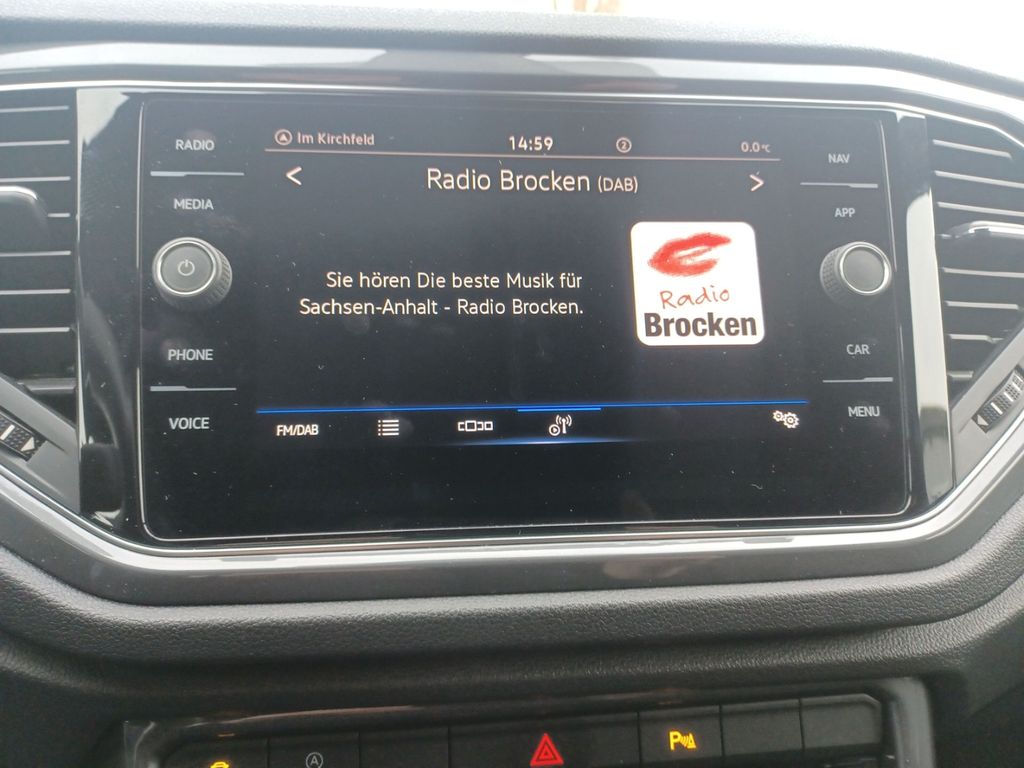 RADIO
MEDIA
PHONE
VOICE
Im Kirchfeld 14:59 2 0.0°C
< Radio Brocken (DAB) >
Sie hören Die beste Musik für
Sachsen-Anhalt - Radio Brocken.
Radio
Brocken
FM/DAB
NAV
APP
CAR
MENU
A
P